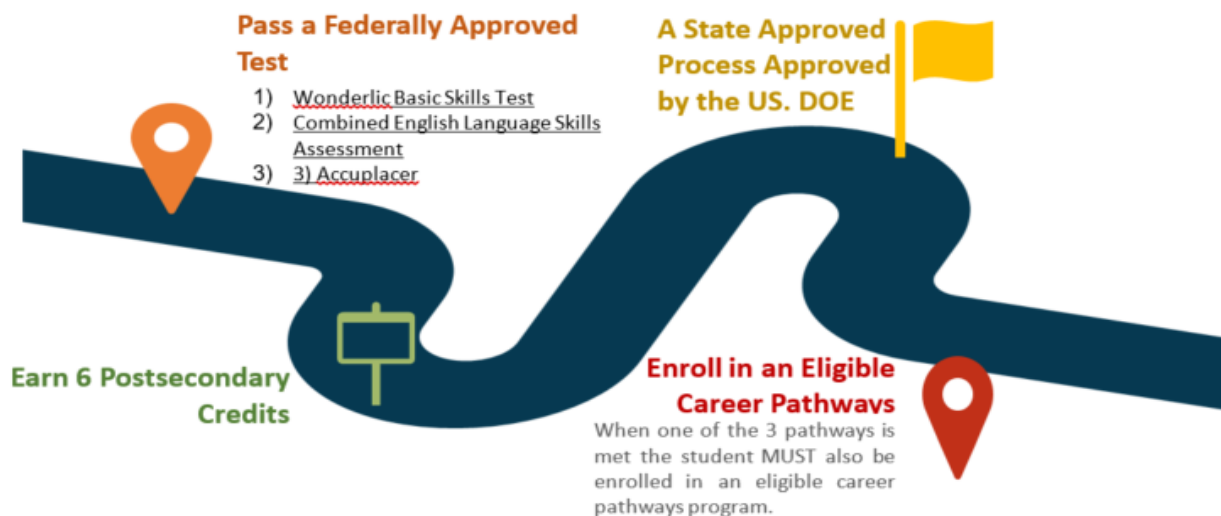 Pass a Federally Approved
Test
1) Wonderlic Basic Skills Test
2) Combined English Language Skills
Assessment
3) 3) Accuplacer
A State Approved
Process Approved
by the US. DOE
Earn 6 Postsecondary
Credits
Enroll in an Eligible
Career Pathways
When one of the 3 pathways is
met the student MUST also be
enrolled in an eligible career
pathways program.